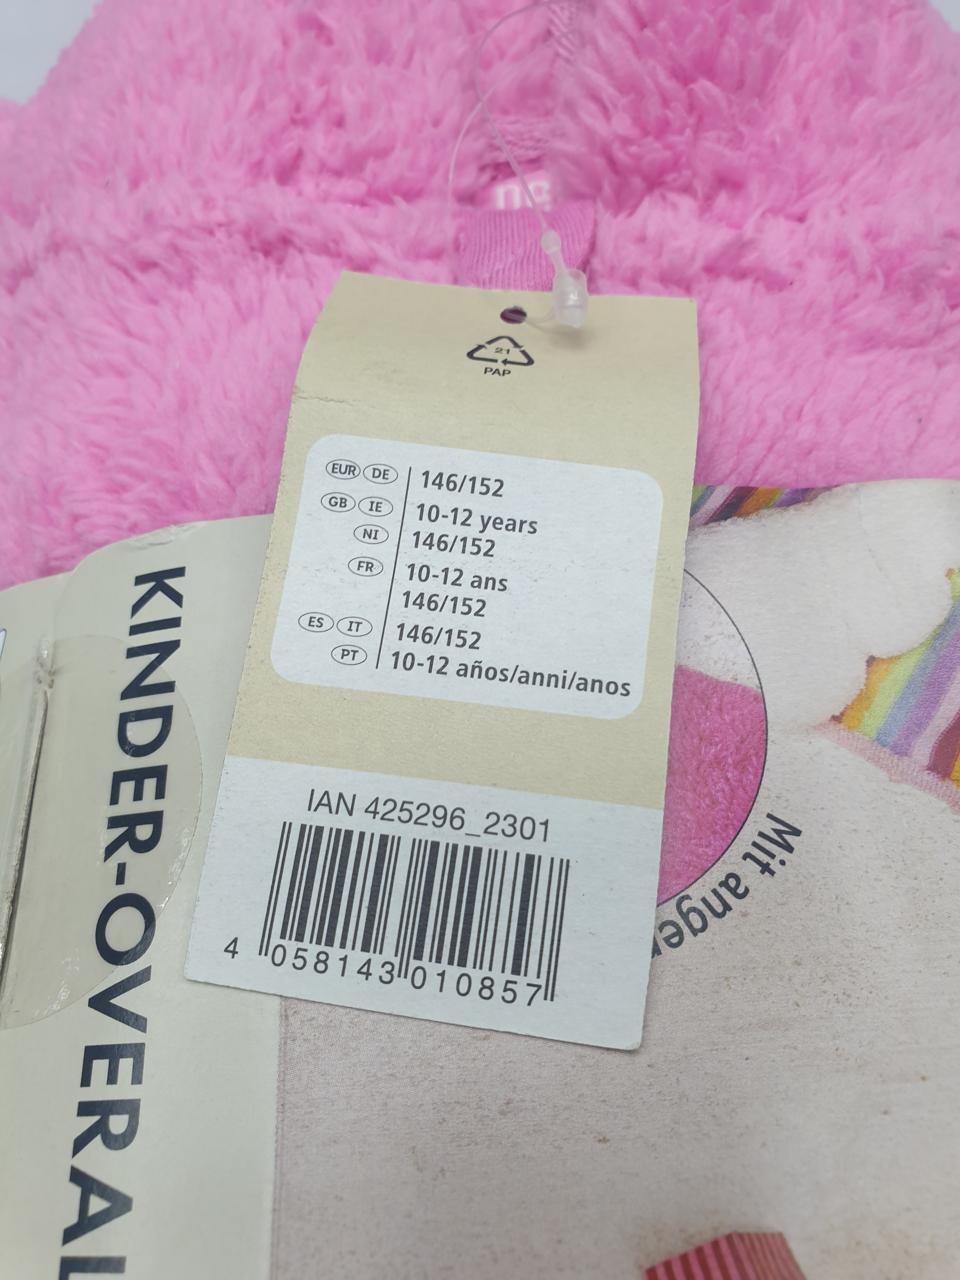 21
PAP
EUR DE 146/152
GB IE 10-12 years
NI 146/152
FR 10-12 ans
146/152
ES IT 146/152
PT 10-12 años/anni/anos
IAN 425296_2301
4 058143 010857
KINDER-OVERAL
Mit